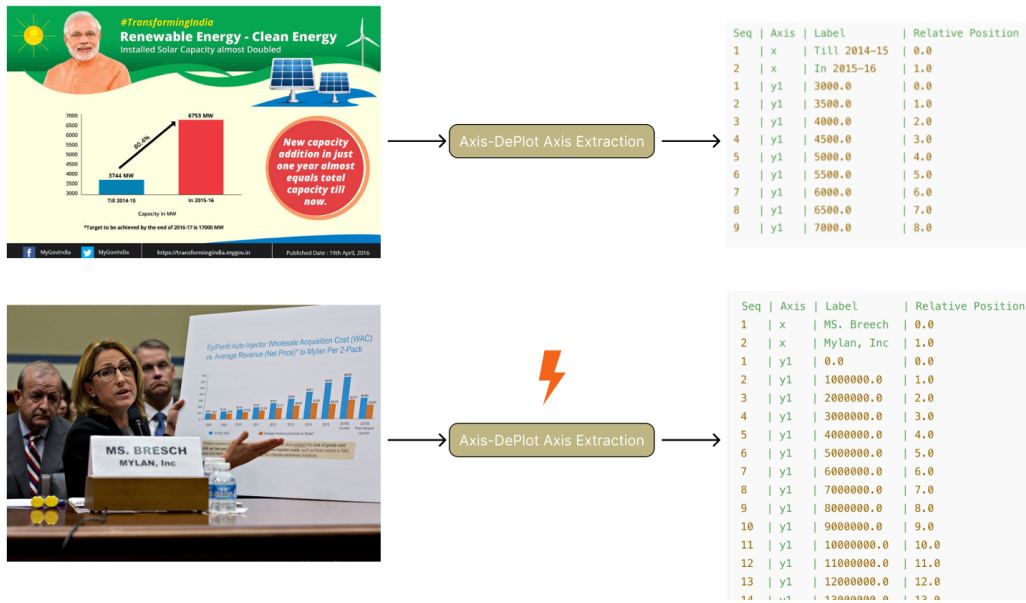 #TransformingIndia
Renewable Energy - Clean Energy
Installed Solar Capacity almost Doubled
7000
6500
6000
5500
5000
4500
4000
3500
3000
3744 MW
80.4%
6753 MW
Till 2014-15
In 2015-16
Capacity in MW
*Target to be achieved by the end of 2016-17 is 17000 MW
New capacity
addition in just
one year almost
equals total
capacity till
now.
MyGovIndia
MyGovIndia
https://transformingindia.mygov.in
Published Date : 19th April, 2016
Axis-DePlot Axis Extraction
Seq | Axis | Label | Relative Position
1 | x | Till 2014-15 | 0.0
2 | x | In 2015-16 | 1.0
1 | y1 | 3000.0 | 0.0
2 | y1 | 3500.0 | 1.0
3 | y1 | 4000.0 | 2.0
4 | y1 | 4500.0 | 3.0
5 | y1 | 5000.0 | 4.0
6 | y1 | 5500.0 | 5.0
7 | y1 | 6000.0 | 6.0
8 | y1 | 6500.0 | 7.0
9 | y1 | 7000.0 | 8.0
EpiPen® Auto-Injector Wholesale Acquisition Cost (WAC)
vs. Average Revenue (Net Price)* to Mylan Per 2-Pack
MS. BRESCH
MYLAN, Inc
Axis-DePlot Axis Extraction
Seq | Axis | Label | Relative Position
1 | x | MS. Breech | 0.0
2 | x | Mylan, Inc | 1.0
1 | y1 | 0.0 | 0.0
2 | y1 | 1000000.0 | 1.0
3 | y1 | 2000000.0 | 2.0
4 | y1 | 3000000.0 | 3.0
5 | y1 | 4000000.0 | 4.0
6 | y1 | 5000000.0 | 5.0
7 | y1 | 6000000.0 | 6.0
8 | y1 | 7000000.0 | 7.0
9 | y1 | 8000000.0 | 8.0
10 | y1 | 9000000.0 | 9.0
11 | y1 | 10000000.0 | 10.0
12 | y1 | 11000000.0 | 11.0
13 | y1 | 12000000.0 | 12.0
14 | y1 | 13000000.0 | 13.0